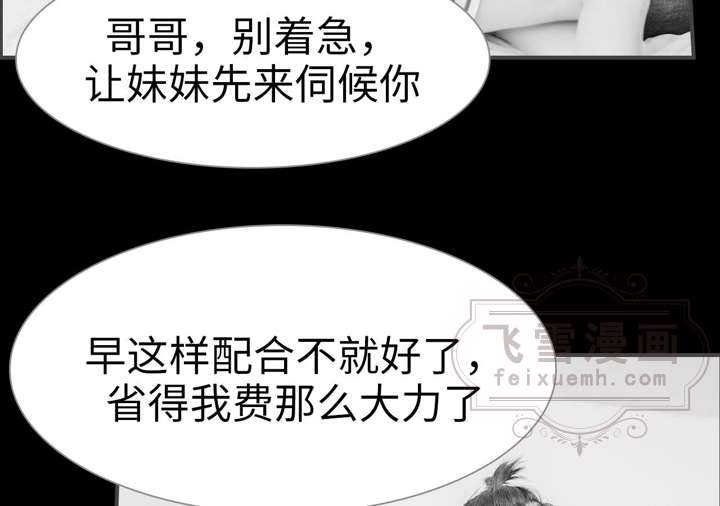 哥哥，别着急，
让妹妹先来伺候你
早这样配合不就好了，
省得我费那么大力了
飞雪漫画
feixuemh.com